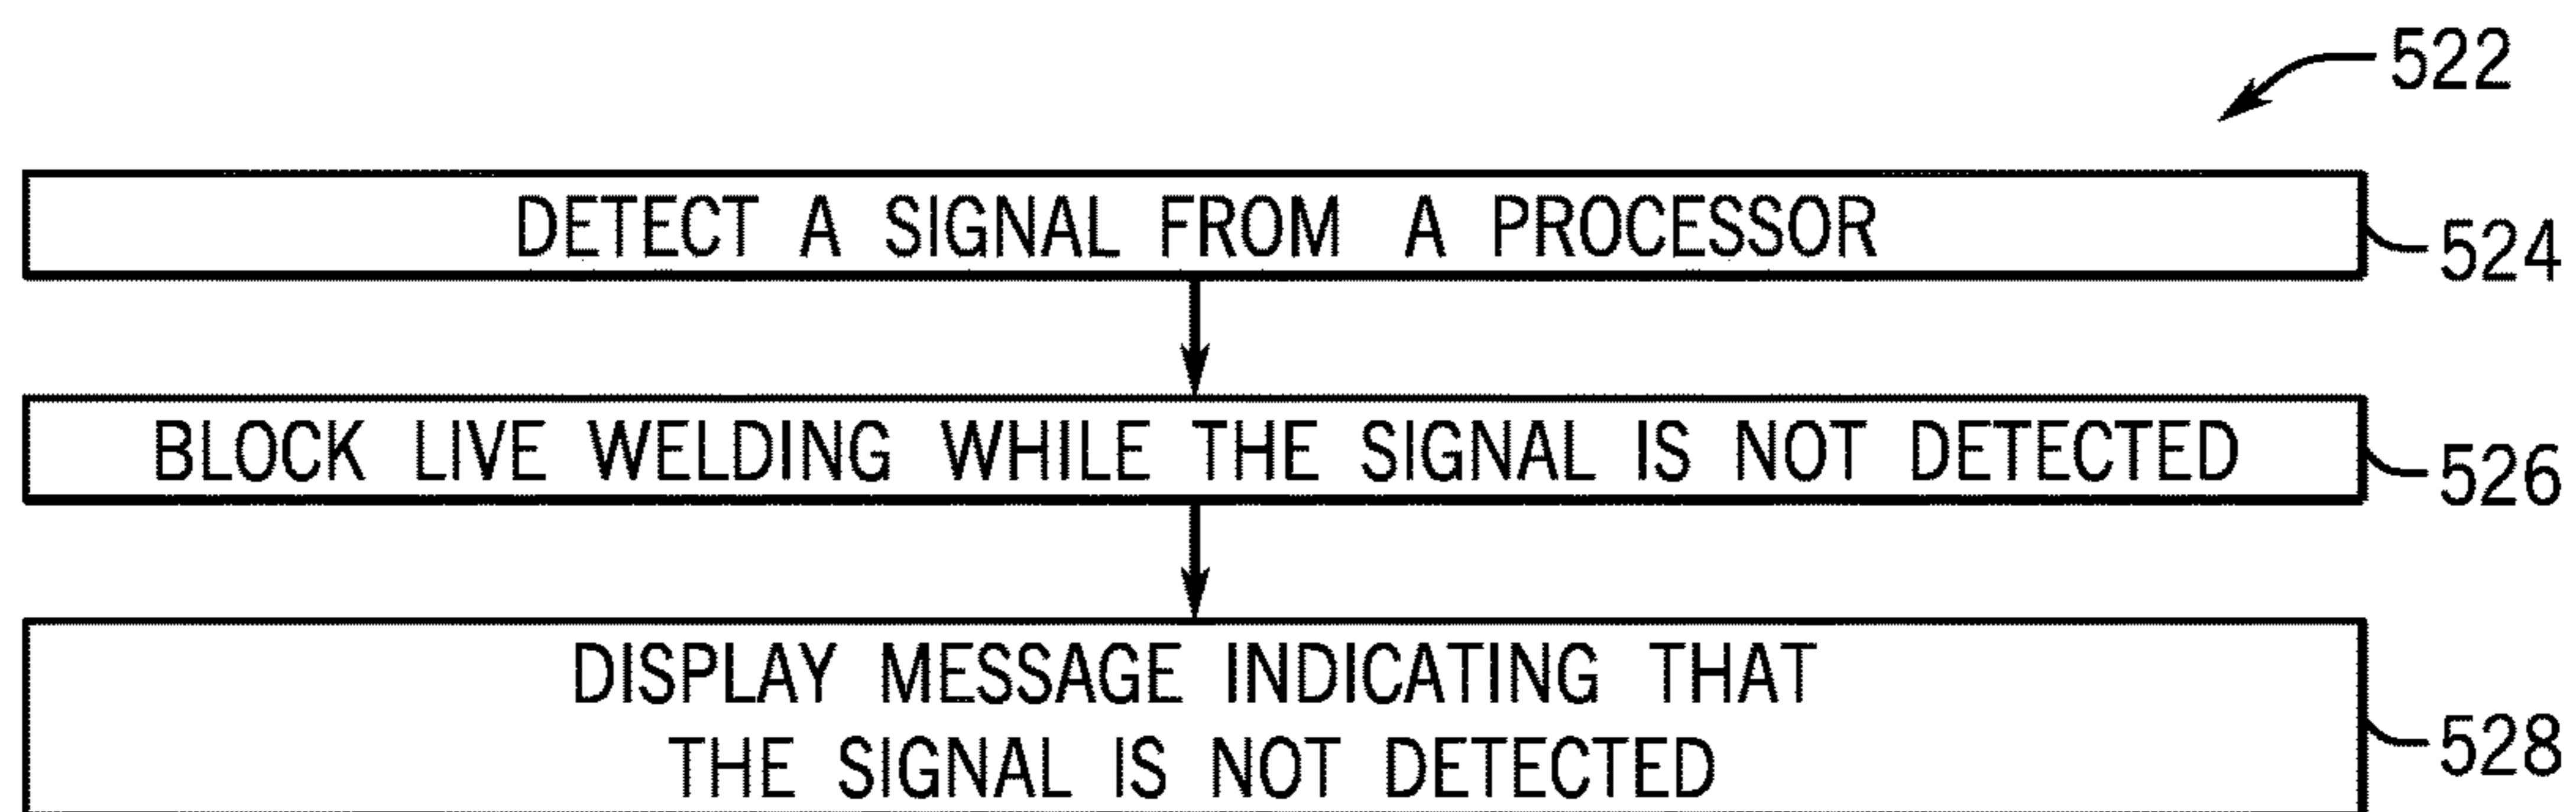 522
DETECT A SIGNAL FROM A PROCESSOR
524
BLOCK LIVE WELDING WHILE THE SIGNAL IS NOT DETECTED
526
DISPLAY MESSAGE INDICATING THAT
THE SIGNAL IS NOT DETECTED
528